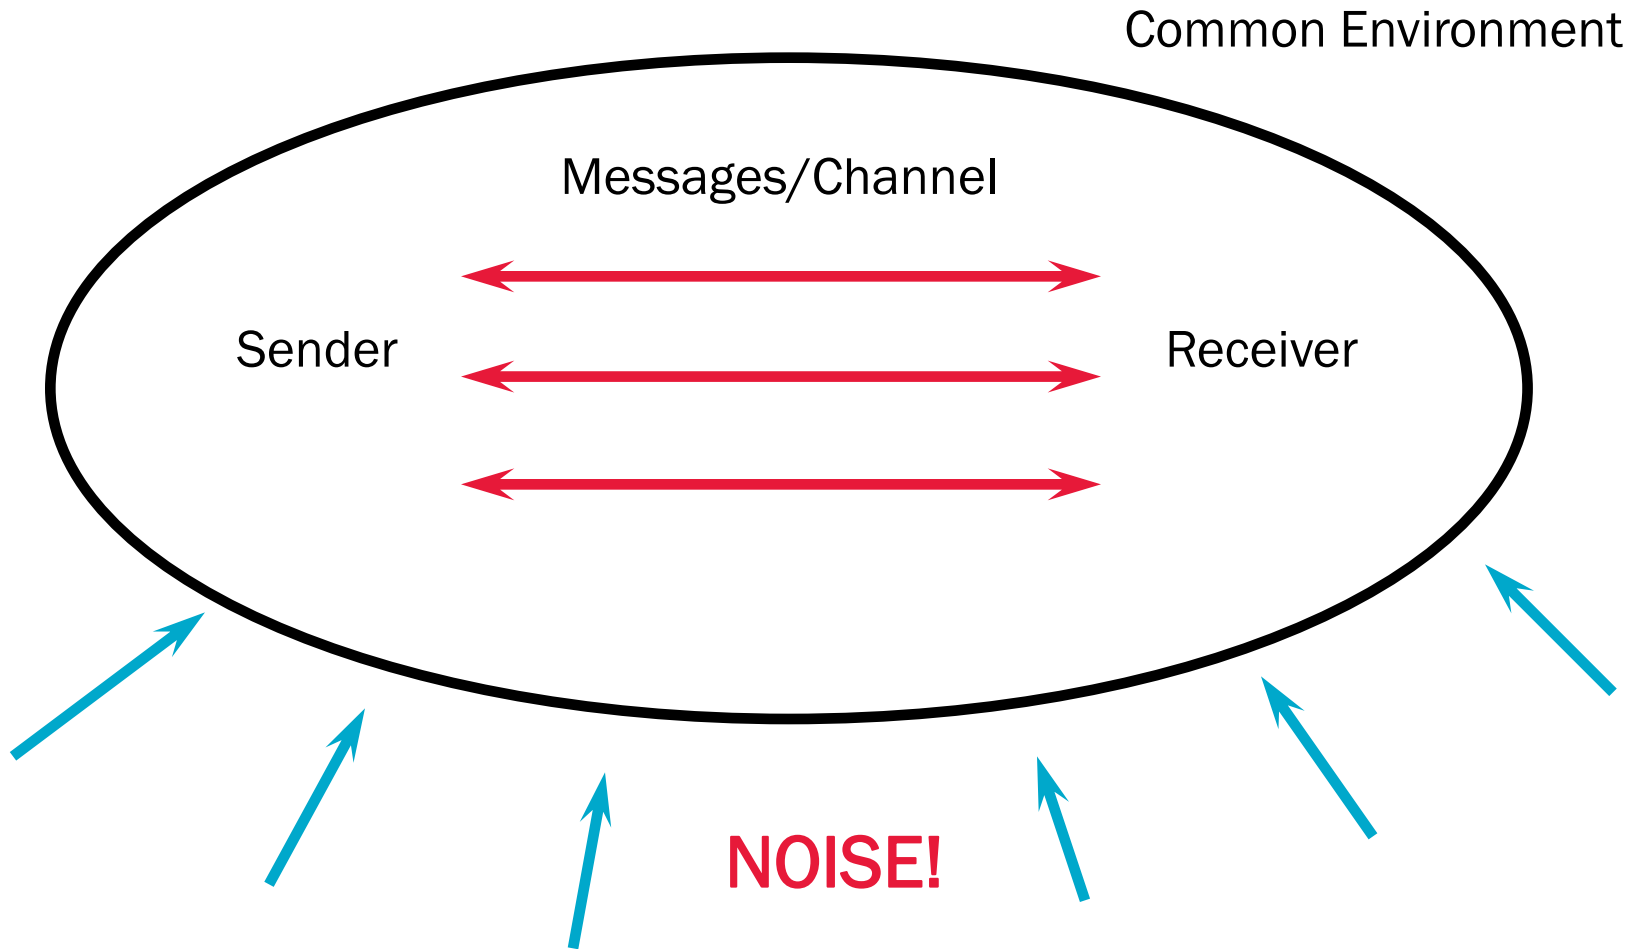 Common Environment
Messages/Channel
Sender
Receiver
NOISE!